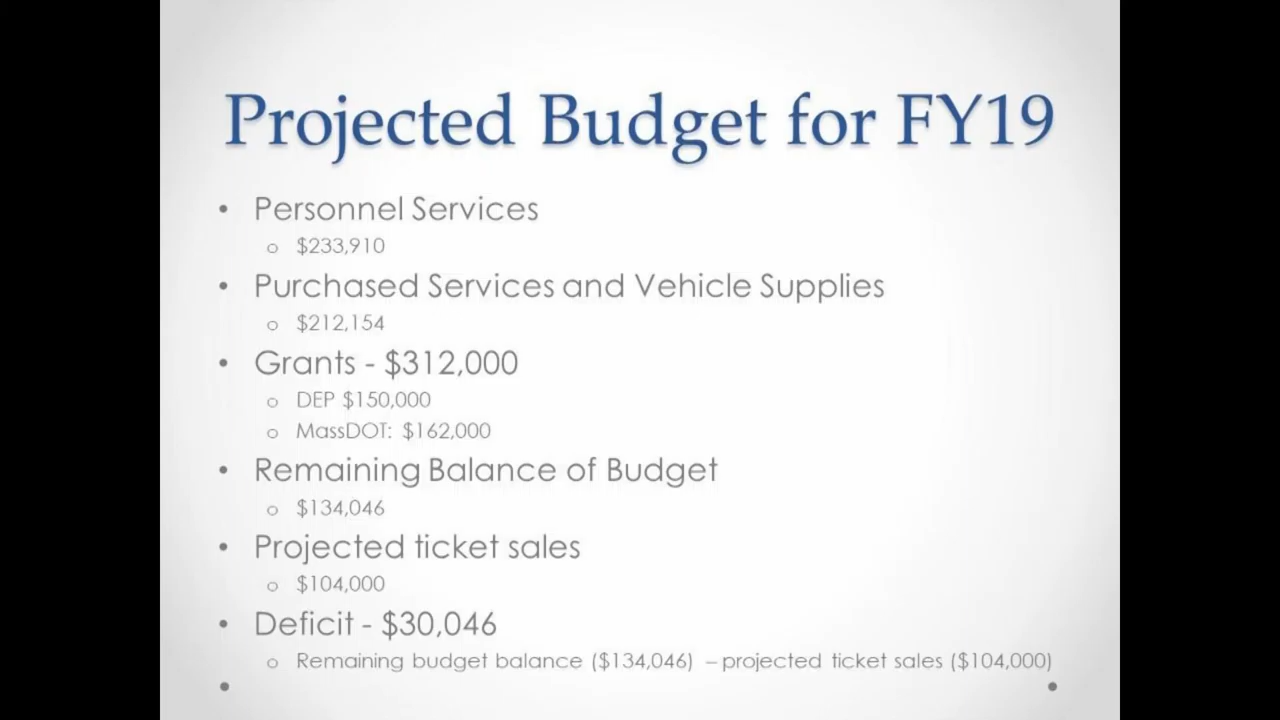 Projected Budget for FY19
• Personnel Services
o $233,910
• Purchased Services and Vehicle Supplies
o $212,154
• Grants - $312,000
o DEP $150,000
o MassDOT: $162,000
• Remaining Balance of Budget
o $134,046
• Projected ticket sales
o $104,000
• Deficit - $30,046
o Remaining budget balance ($134,046) – projected ticket sales ($104,000)